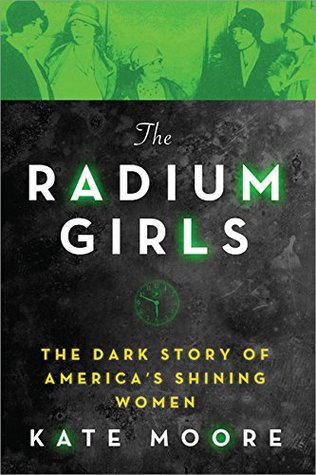 The
RADIUM
GIRLS
THE DARK STORY OF
AMERICA'S SHINING
WOMEN
KATE MOORE